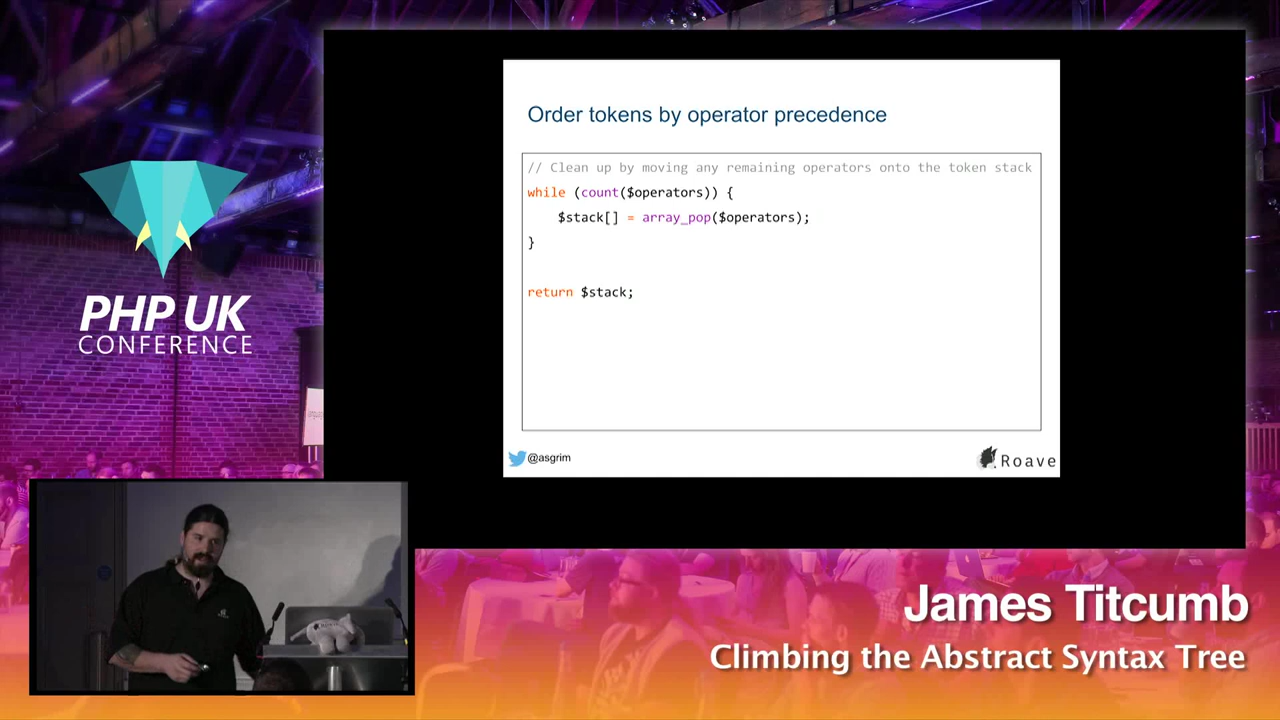 Order tokens by operator precedence
// Clean up by moving any remaining operators onto the token stack
while (count($operators)) {
$stack[] = array_pop($operators);
}
return $stack;
@asgrim
Roave
PHP UK
CONFERENCE
James Titcumb
Climbing the Abstract Syntax Tree